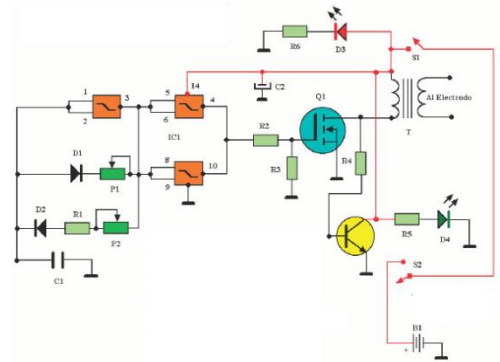 R6
D3
S1
14
1
3
2
5
4
6
IC1
C2
Q1
T
Al Electrodo
R2
R3
R4
D1
P1
8
10
9
D2
R1
P2
R5
D4
C1
S2
B1
+